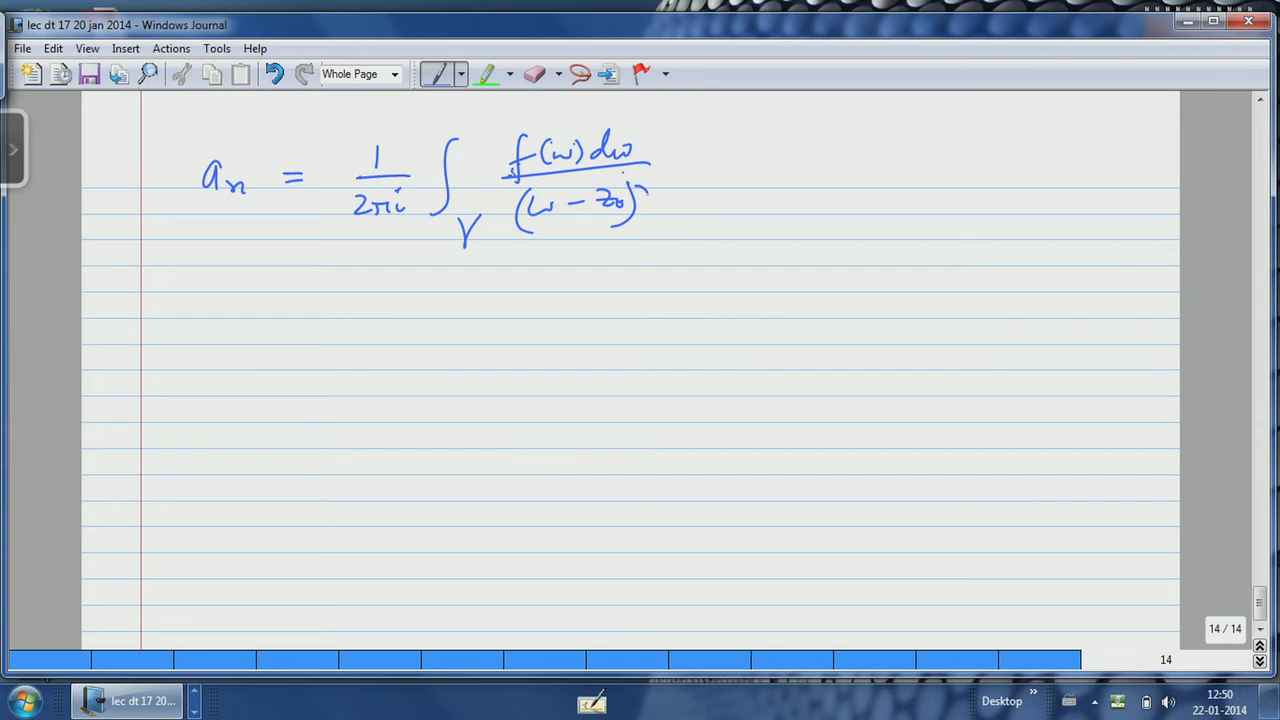 lec dt 17 20 jan 2014 - Windows Journal
File Edit View Insert Actions Tools Help
Whole Page
aₙ = 1/2πi ∫_γ f(w)dw/(w - z₀)
14 / 14
14
lec dt 17 20...
Desktop
12:50
22-01-2014